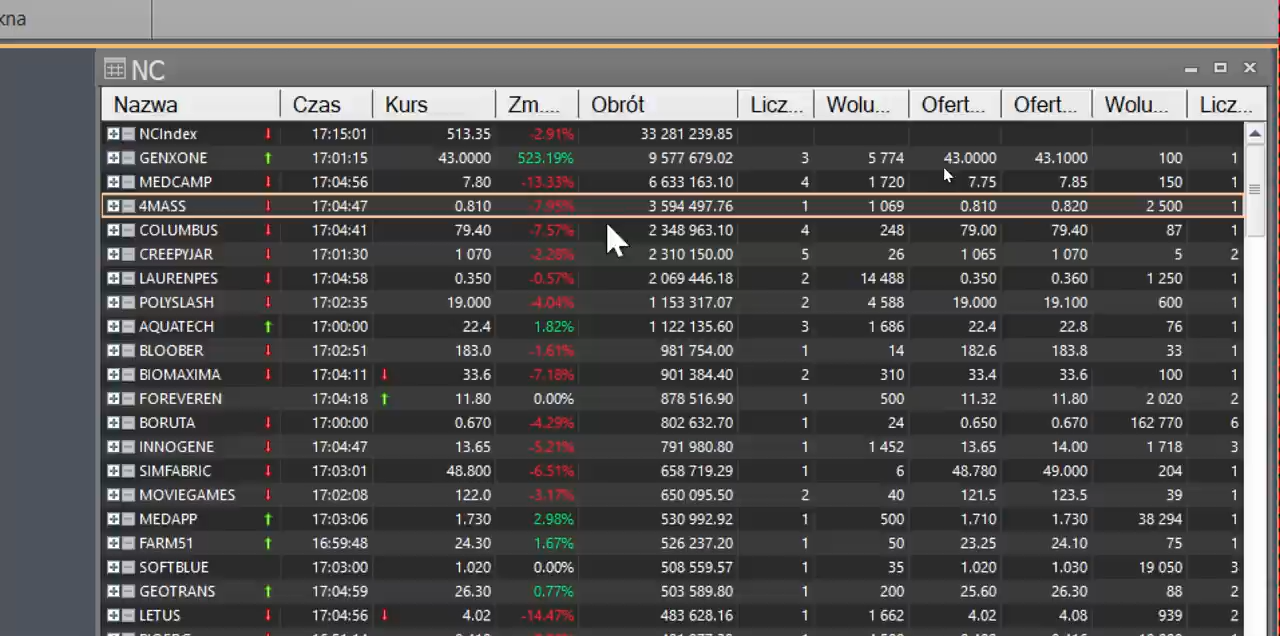 kna
NC
Nazwa Czas Kurs Zm.... Obrót Licz... Wolu... Ofert... Ofert... Wolu... Licz...
NCIndex 17:15:01 513.35 -2.91% 33 281 239.85
GENXONE 17:01:15 43.0000 523.19% 9 577 679.02 3 5 774 43.0000 43.1000 100 1
MEDCAMP 17:04:56 7.80 -13.33% 6 633 163.10 4 1 720 7.75 7.85 150 1
4MASS 17:04:47 0.810 -7.95% 3 594 497.76 1 1 069 0.810 0.820 2 500 1
COLUMBUS 17:04:41 79.40 -7.57% 2 348 963.10 4 248 79.00 79.40 87 1
CREEPYJAR 17:01:30 1 070 -2.28% 2 310 150.00 5 26 1 065 1 070 5 2
LAURENPES 17:04:58 0.350 -0.57% 2 069 446.18 2 14 488 0.350 0.360 1 250 1
POLYSLASH 17:02:35 19.000 -4.04% 1 153 317.07 2 4 588 19.000 19.100 600 1
AQUATECH 17:00:00 22.4 1.82% 1 122 135.60 3 1 686 22.4 22.8 76 1
BLOOBER 17:02:51 183.0 -1.61% 981 754.00 1 14 182.6 183.8 33 1
BIOMAXIMA 17:04:11 33.6 -7.18% 901 384.40 2 310 33.4 33.6 100 1
FOREVEREN 17:04:18 11.80 0.00% 878 516.90 1 500 11.32 11.80 2 020 2
BORUTA 17:00:00 0.670 -4.29% 802 632.70 1 24 0.650 0.670 162 770 6
INNOGENE 17:04:47 13.65 -5.21% 791 980.80 1 1 452 13.65 14.00 1 718 3
SIMFABRIC 17:03:01 48.800 -6.51% 658 719.29 1 6 48.780 49.000 204 1
MOVIEGAMES 17:02:08 122.0 -3.17% 650 095.50 2 40 121.5 123.5 39 1
MEDAPP 17:03:06 1.730 2.98% 530 992.92 1 500 1.710 1.730 38 294 1
FARM51 16:59:48 24.30 1.67% 526 237.20 1 50 23.25 24.10 75 1
SOFTBLUE 17:03:00 1.020 0.00% 508 559.57 1 35 1.020 1.030 19 050 3
GEOTRANS 17:04:59 26.30 0.77% 503 589.80 1 200 25.60 26.30 88 2
LETUS 17:04:56 4.02 -14.47% 483 628.16 1 1 662 4.02 4.08 939 2